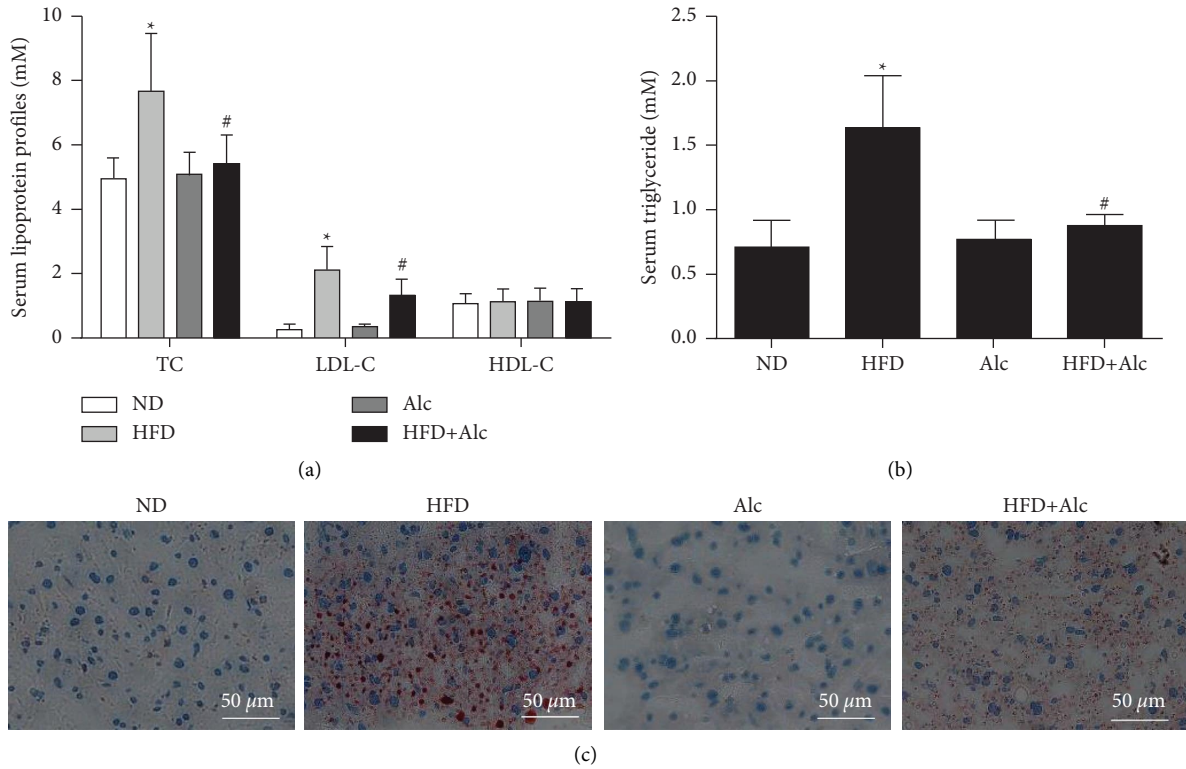 Serum lipoprotein profiles (mM)
10
8
6
4
2
0
*
#
*
#
TC LDL-C HDL-C
ND Alc
HFD HFD+Alc
(a)
Serum triglyceride (mM)
2.5
2.0
1.5
1.0
0.5
0.0
*
#
ND HFD Alc HFD+Alc
(b)
ND HFD Alc HFD+Alc
50 μm 50 μm 50 μm 50 μm
(c)